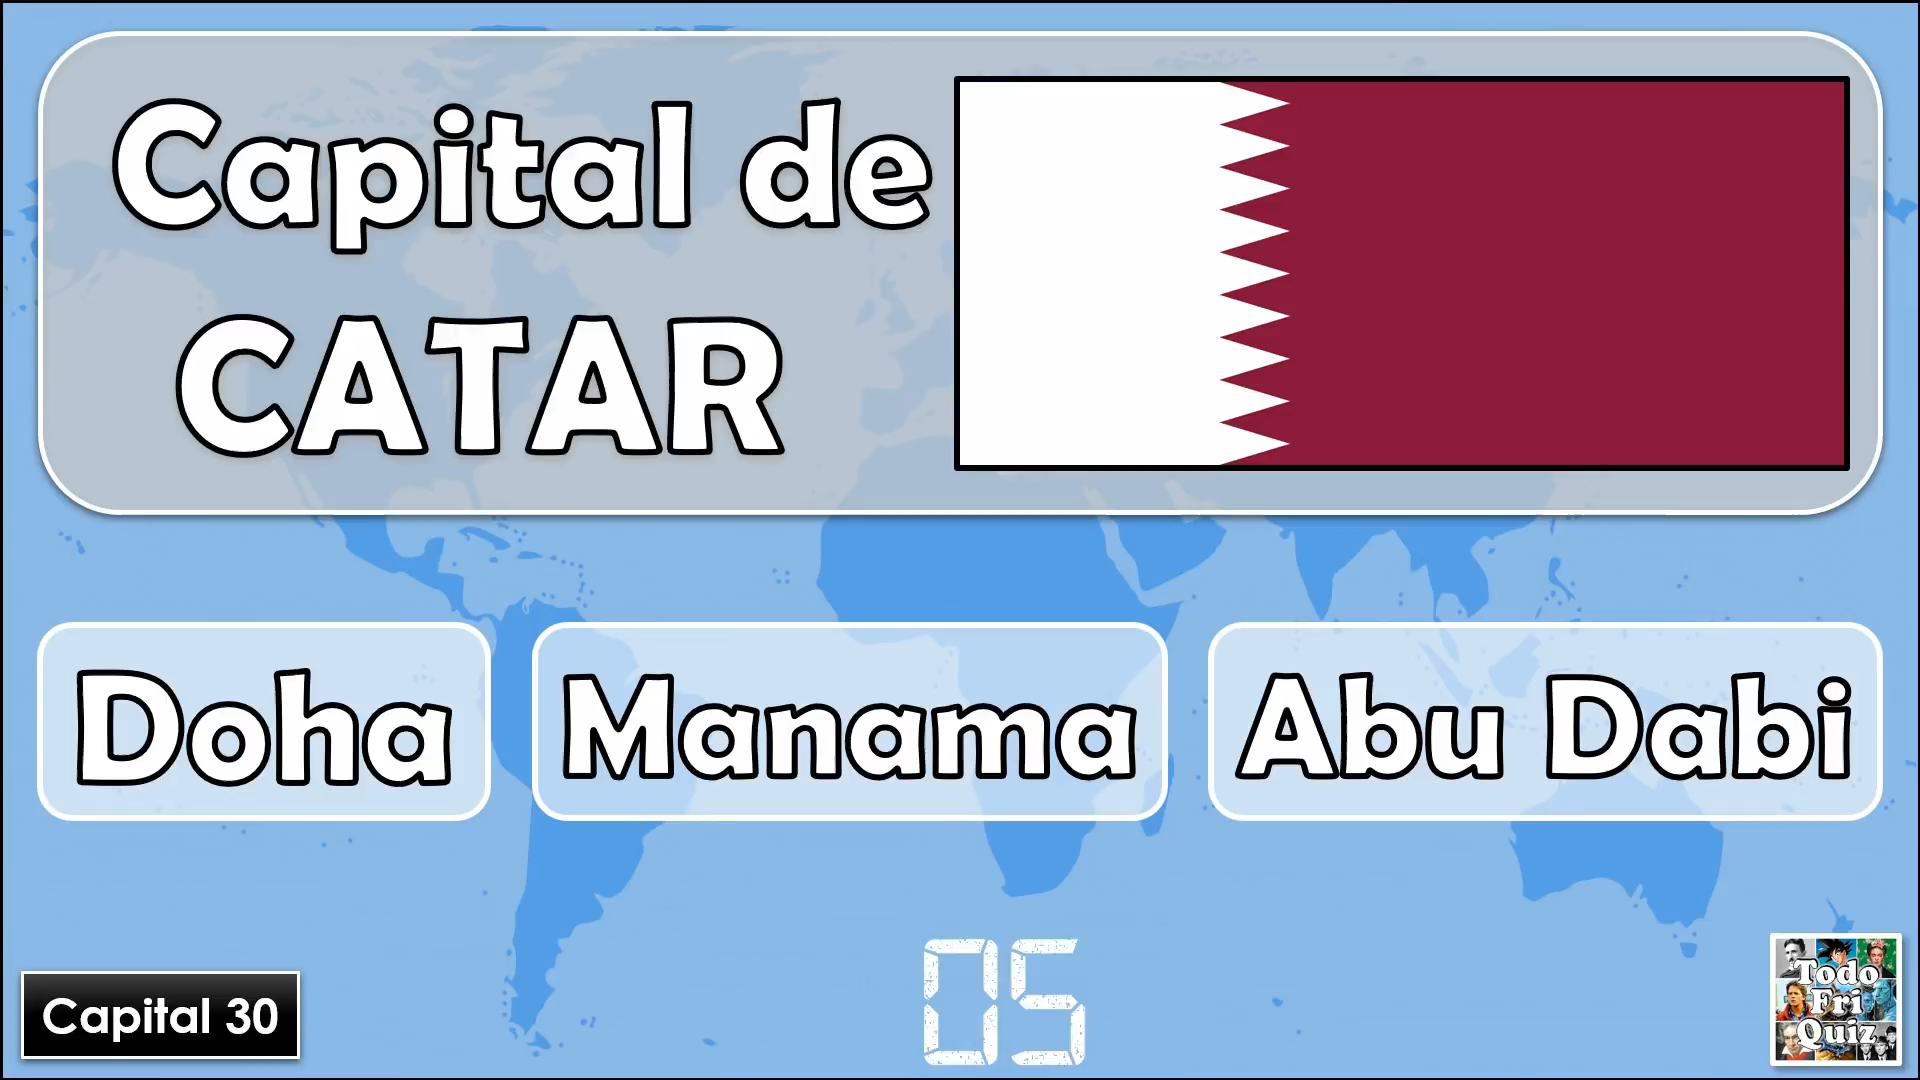 Capital de
CATAR
Doha
Manama
Abu Dabi
05
Capital 30
Todo
Fri
Quiz